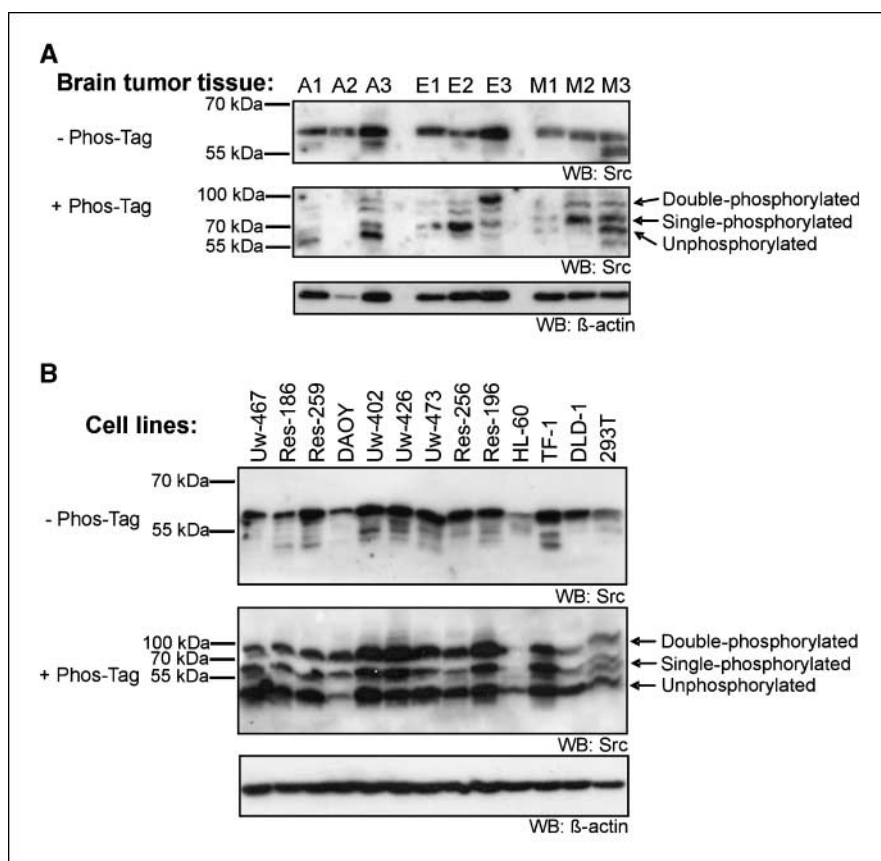 A
Brain tumor tissue: A1 A2 A3 E1 E2 E3 M1 M2 M3
70 kDa
- Phos-Tag
55 kDa
WB: Src
+ Phos-Tag
100 kDa
70 kDa
55 kDa
Double-phosphorylated
Single-phosphorylated
Unphosphorylated
WB: Src
WB: ß-actin
B
Cell lines: Uw-467 Res-186 Res-259 DAOY Uw-402 Uw-426 Uw-473 Res-256 Res-196 HL-60 TF-1 DLD-1 293T
70 kDa
- Phos-Tag
55 kDa
WB: Src
100 kDa
70 kDa
+ Phos-Tag
55 kDa
Double-phosphorylated
Single-phosphorylated
Unphosphorylated
WB: Src
WB: ß-actin